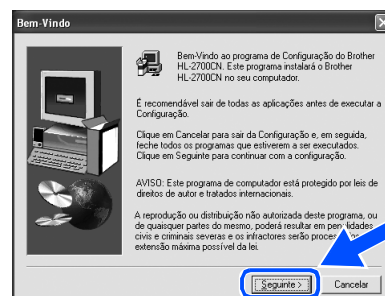 Bem-Vindo
Bem-Vindo ao programa de Configuração do Brother
HL-2700CN. Este programa instalará o Brother
HL-2700CN no seu computador.
É recomendável sair de todas as aplicações antes de executar a
Configuração.
Clique em Cancelar para sair da Configuração e, em seguida,
feche todos os programas que estiverem a ser executados.
Clique em Seguinte para continuar com a configuração.
AVISO: Este programa de computador está protegido por leis de
direitos de autor e tratados internacionais.
A reprodução ou distribuição não autorizada deste programa, ou
de quaisquer partes do mesmo, poderá resultar em penalidades
civis e criminais severas e os infractores serão
extensão máxima possível da lei.
Seguinte >
Cancelar